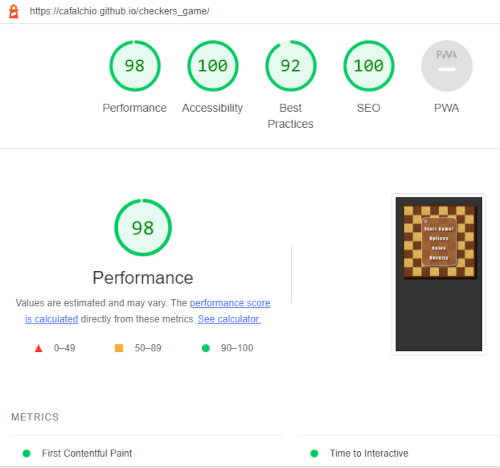 https://cafalchio.github.io/checkers_game/
98
100
92
100
PWA
Performance
Accessibility
Best
Practices
SEO
PWA
98
Performance
Values are estimated and may vary. The performance score
is calculated directly from these metrics. See calculator.
0–49
50–89
90–100
Start Game!
Options
Rules
METRICS
First Contentful Paint
Time to Interactive